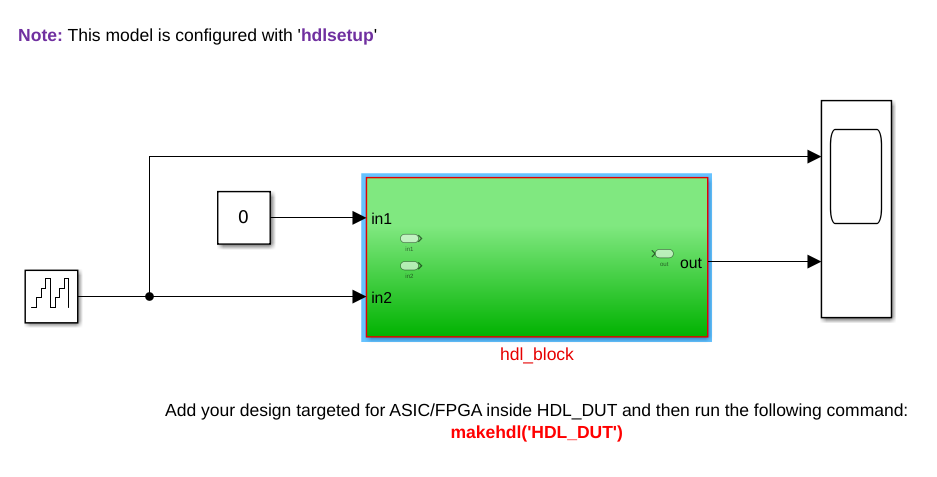 Note: This model is configured with 'hdlsetup'
0
in1
in1
in2
in2
out
out
hdl_block
Add your design targeted for ASIC/FPGA inside HDL_DUT and then run the following command:
makehdl('HDL_DUT')